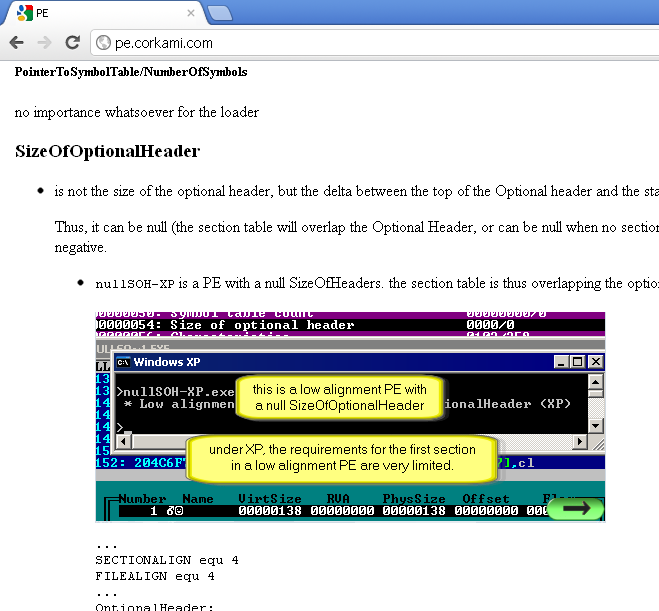 PE
pe.corkami.com
PointerToSymbolTable/NumberOfSymbols
no importance whatsoever for the loader
SizeOfOptionalHeader
is not the size of the optional header, but the delta between the top of the Optional header and the sta
Thus, it can be null (the section table will overlap the Optional Header, or can be null when no section
negative.
nullSOH-XP is a PE with a null SizeOfHeaders. the section table is thus overlapping the optio
00000050: Symbol table count 00000000/0
00000054: Size of optional header 0000/0
Windows XP
>nullSOH-XP.exe
this is a low alignment PE with
a null SizeOfOptionalHeader
* Low alignmen
ionalHeader (XP)
>
under XP, the requirements for the first section
in a low alignment PE are very limited.
152: 204C6F
],cl
Number Name VirtSize RVA PhysSize Offset
1 00000138 00000000 00000138 00000000
...
SECTIONALIGN equ 4
FILEALIGN equ 4
...
OptionalHeader: